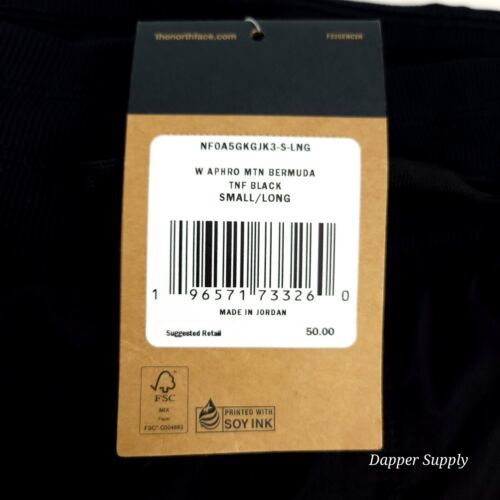 thenorthface.com
NF0A5GKGJK3-S-LNG
W APHRO MTN BERMUDA
TNF BLACK
SMALL/LONG
1 96571 73326 0
MADE IN JORDAN
Suggested Retail 50.00
FSC
MIX
Paper
PRINTED WITH
SOY INK
Dapper Supply